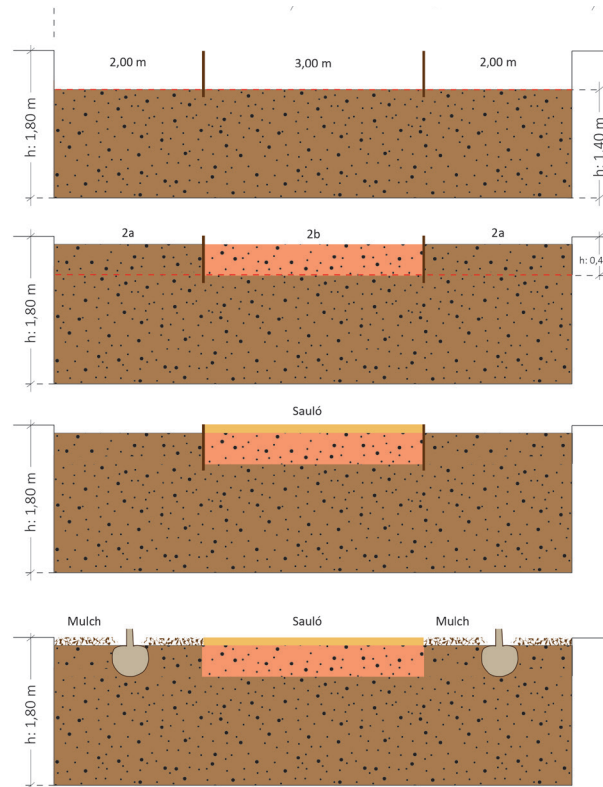 2,00 m
3,00 m
2,00 m
h: 1,80 m
h: 1.40 m
2a
2b
2a
h: 0,4
h: 1,80 m
Sauló
h: 1,80 m
Mulch
Sauló
Mulch
h: 1,80 m